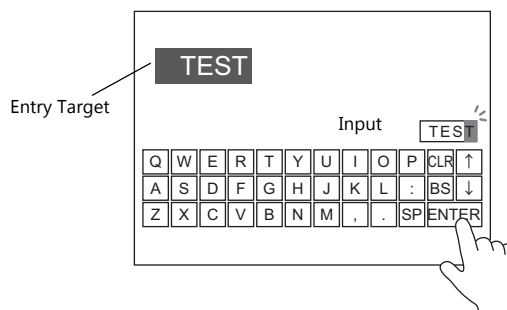 TEST
Entry Target
Input TEST
Q W E R T Y U I O P CLR ↑
A S D F G H J K L : BS ↓
Z X C V B N M , . SP ENTER